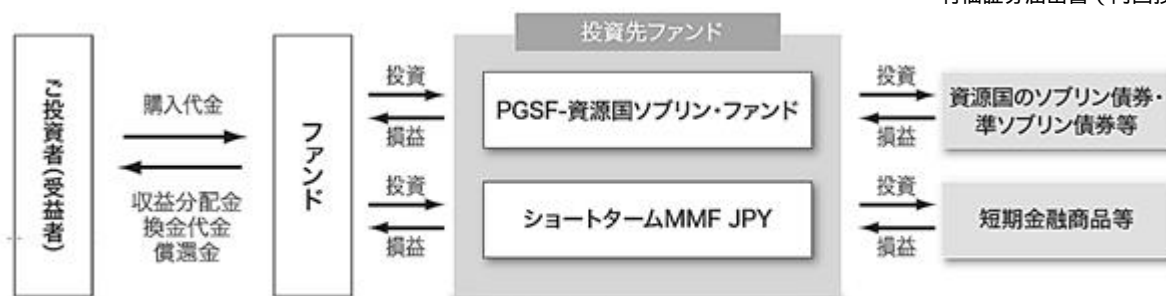 投資先ファンド
投資者(受益者)
購入代金
収益分配金
換金代金
償還金
ファンド
投資
損益
PGSF-資源国ソブリン・ファンド
投資
損益
資源国のソブリン債券・
準ソブリン債券等
投資
損益
ショートタームMMF JPY
投資
損益
短期金融商品等